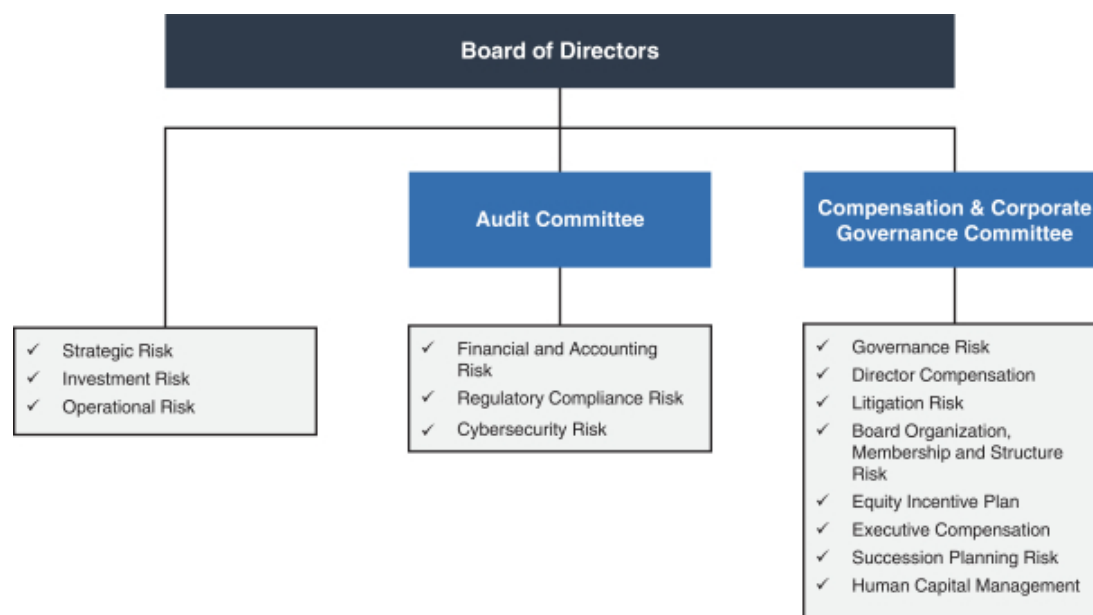 Board of Directors
Audit Committee
Compensation & Corporate
Governance Committee
✓ Strategic Risk
✓ Investment Risk
✓ Operational Risk
✓ Financial and Accounting
Risk
✓ Regulatory Compliance Risk
✓ Cybersecurity Risk
✓ Governance Risk
✓ Director Compensation
✓ Litigation Risk
✓ Board Organization,
Membership and Structure
Risk
✓ Equity Incentive Plan
✓ Executive Compensation
✓ Succession Planning Risk
✓ Human Capital Management